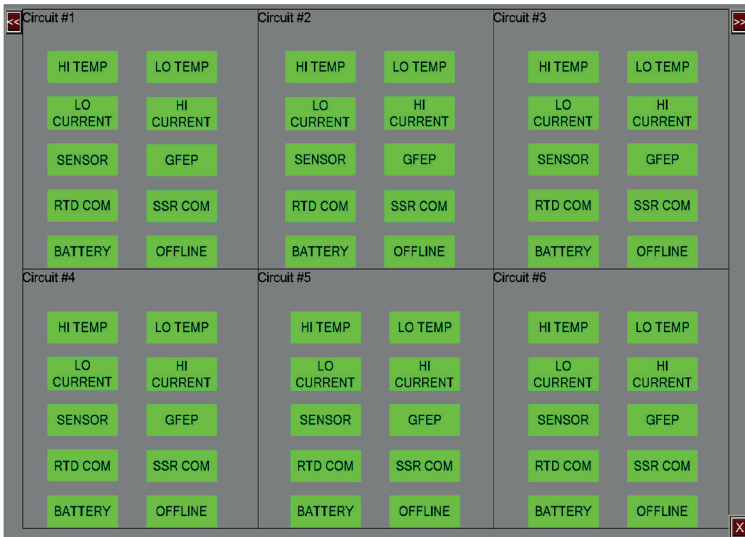 <<
Circuit #1
Circuit #2
Circuit #3
>>
HI TEMP LO TEMP HI TEMP LO TEMP HI TEMP LO TEMP
LO HI LO HI LO HI
CURRENT CURRENT CURRENT CURRENT CURRENT CURRENT
SENSOR GFEP SENSOR GFEP SENSOR GFEP
RTD COM SSR COM RTD COM SSR COM RTD COM SSR COM
BATTERY OFFLINE BATTERY OFFLINE BATTERY OFFLINE
Circuit #4
Circuit #5
Circuit #6
HI TEMP LO TEMP HI TEMP LO TEMP HI TEMP LO TEMP
LO HI LO HI LO HI
CURRENT CURRENT CURRENT CURRENT CURRENT CURRENT
SENSOR GFEP SENSOR GFEP SENSOR GFEP
RTD COM SSR COM RTD COM SSR COM RTD COM SSR COM
BATTERY OFFLINE BATTERY OFFLINE BATTERY OFFLINE
X